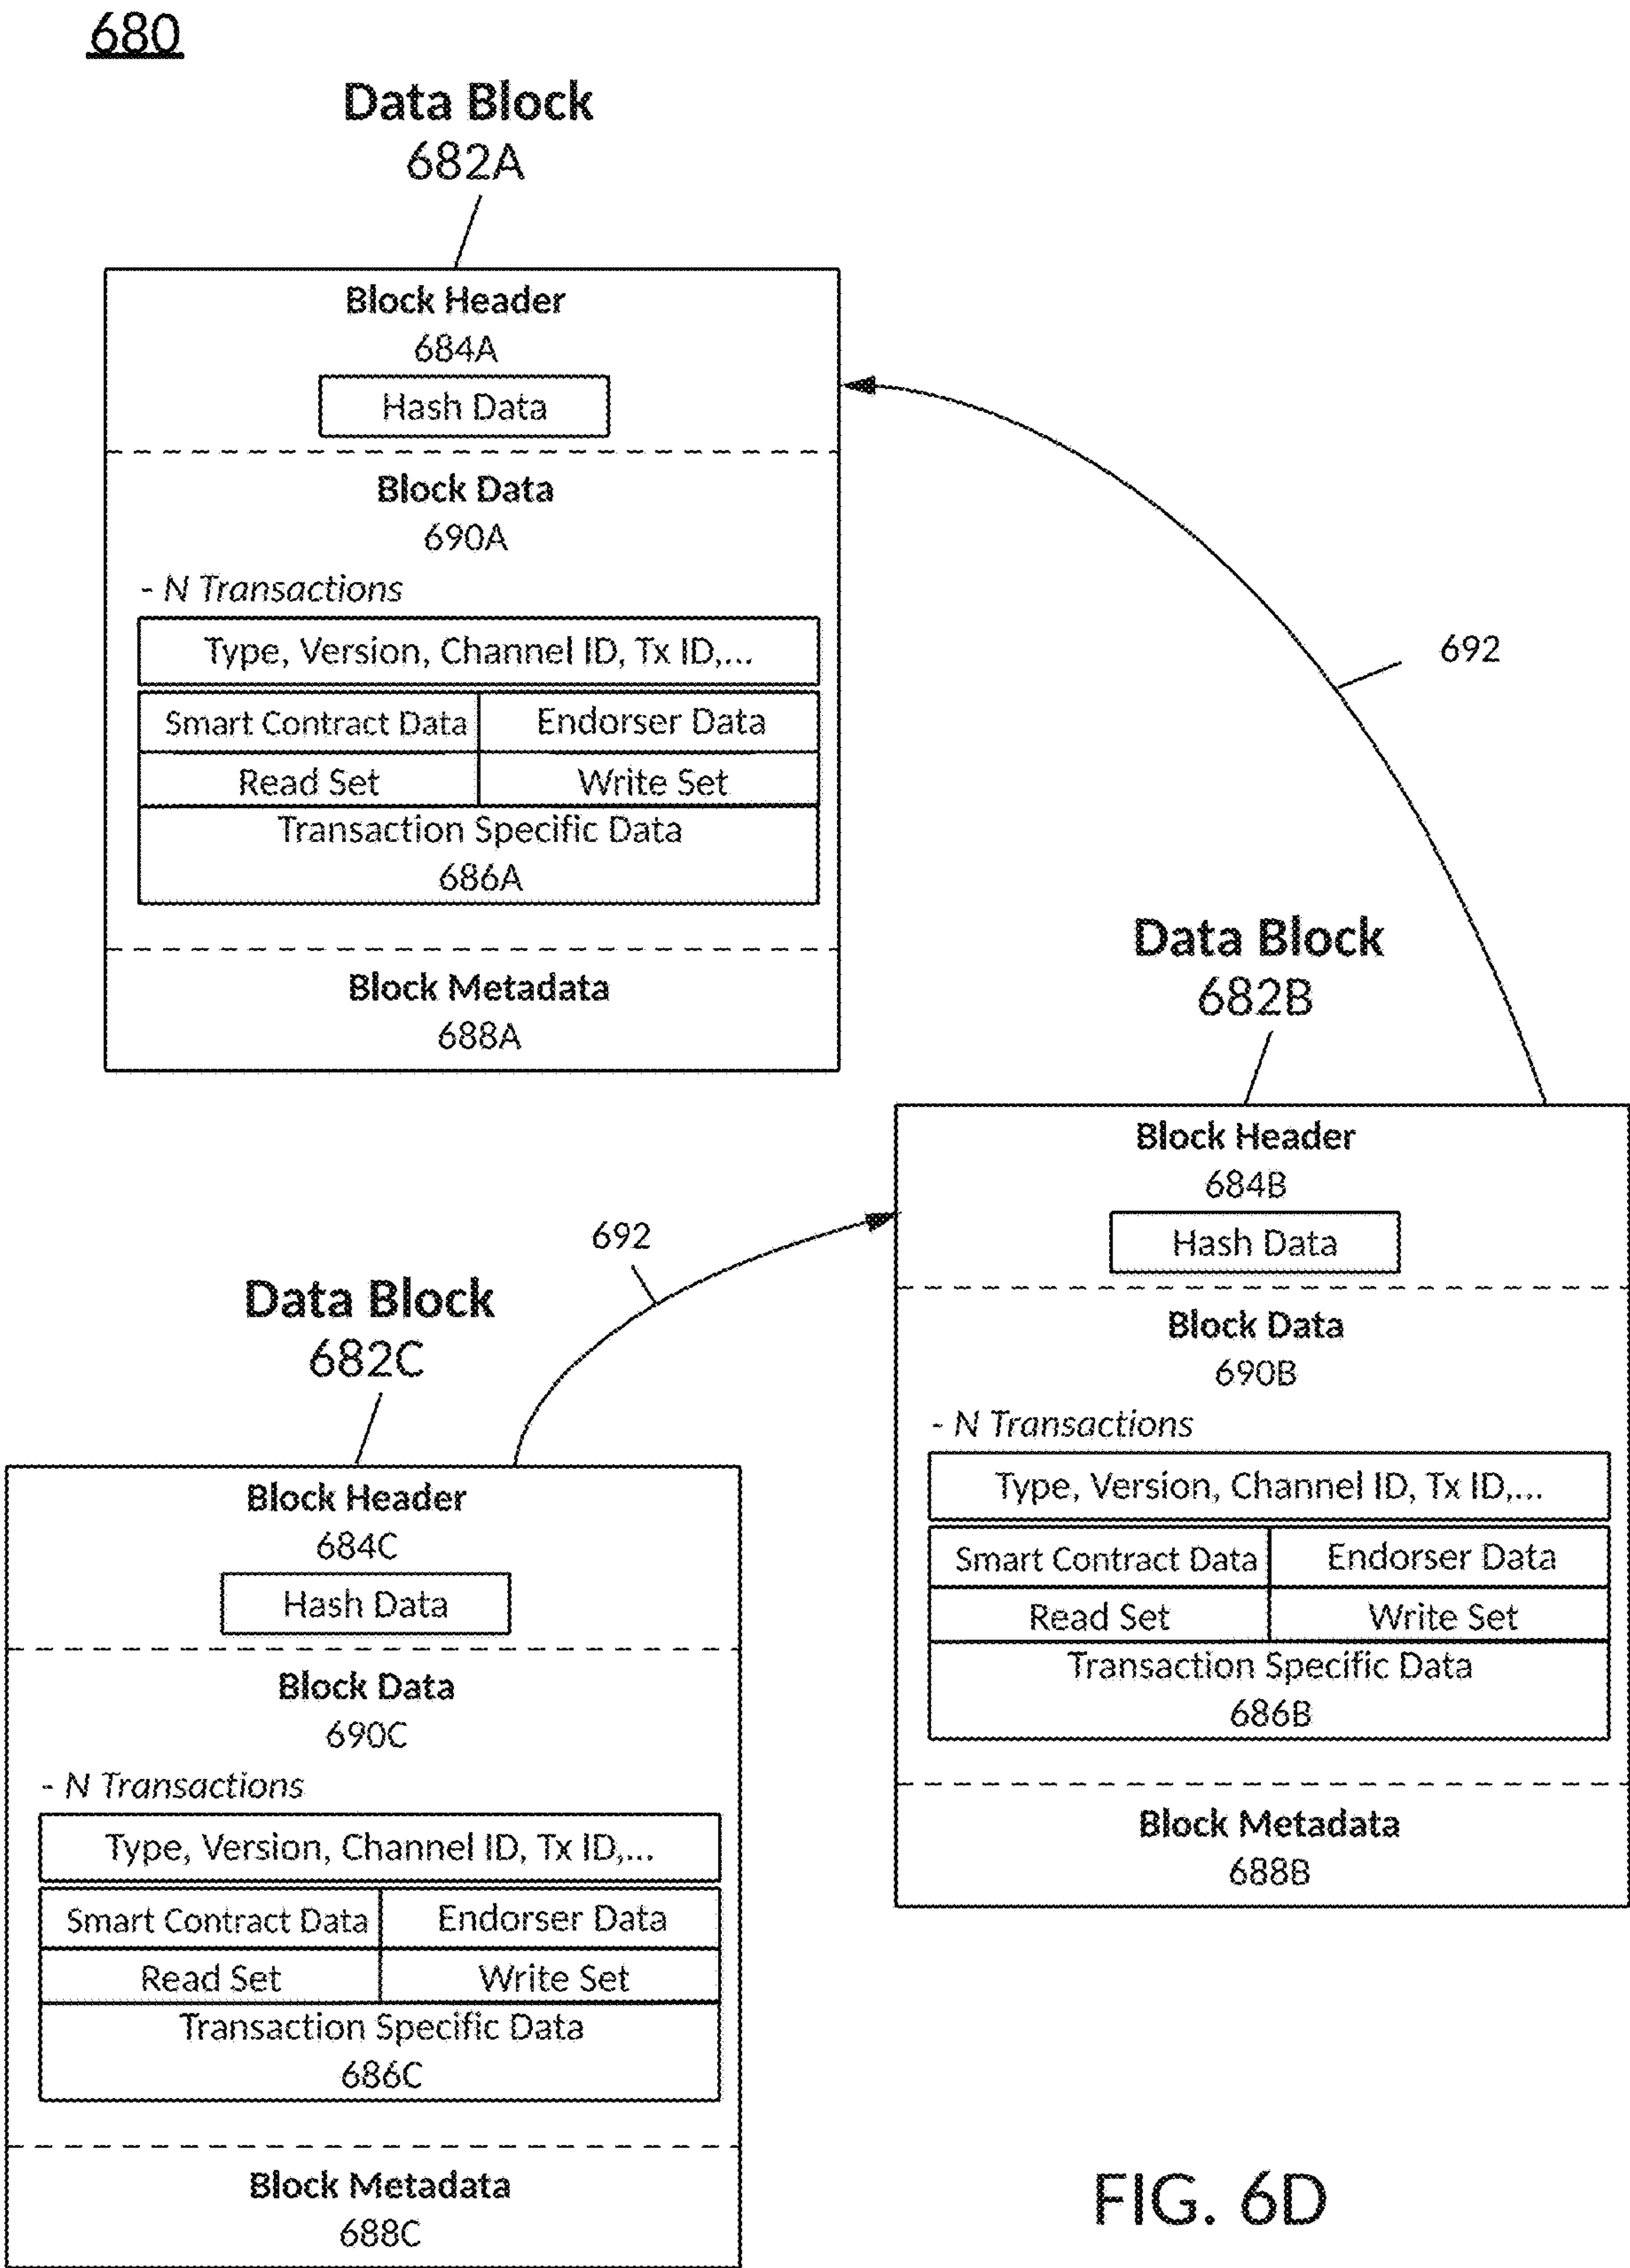 680
Data Block
682A
Block Header
684A
Hash Data
Block Data
690A
- N Transactions
Type, Version, Channel ID, Tx ID,...
Smart Contract Data
Endorser Data
Read Set
Write Set
Transaction Specific Data
686A
Block Metadata
688A
692
Data Block
682B
Block Header
684B
Hash Data
Block Data
690B
- N Transactions
Type, Version, Channel ID, Tx ID,...
Smart Contract Data
Endorser Data
Read Set
Write Set
Transaction Specific Data
686B
Block Metadata
688B
692
Data Block
682C
Block Header
684C
Hash Data
Block Data
690C
- N Transactions
Type, Version, Channel ID, Tx ID,...
Smart Contract Data
Endorser Data
Read Set
Write Set
Transaction Specific Data
686C
Block Metadata
688C
FIG. 6D